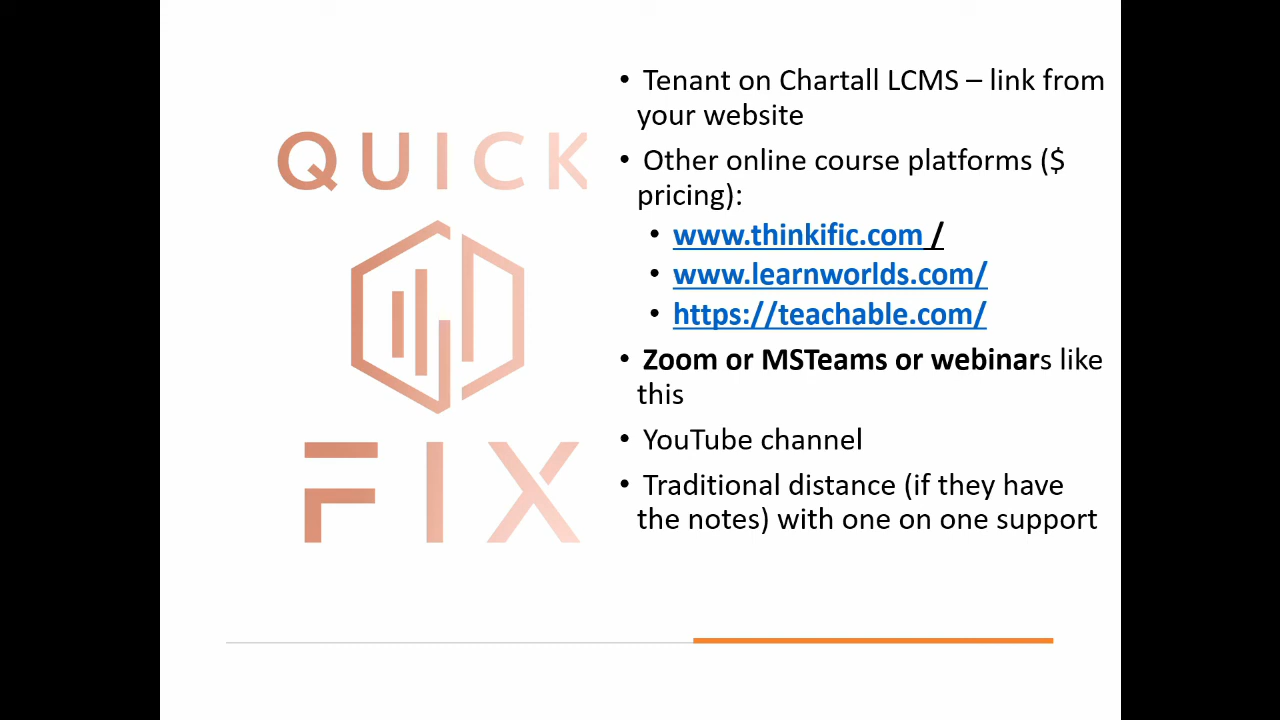 QUICK
FIX
• Tenant on Chartall LCMS – link from
your website
• Other online course platforms ($
pricing):
• www.thinkific.com /
• www.learnworlds.com/
• https://teachable.com/
• Zoom or MSTeams or webinars like
this
• YouTube channel
• Traditional distance (if they have
the notes) with one on one support